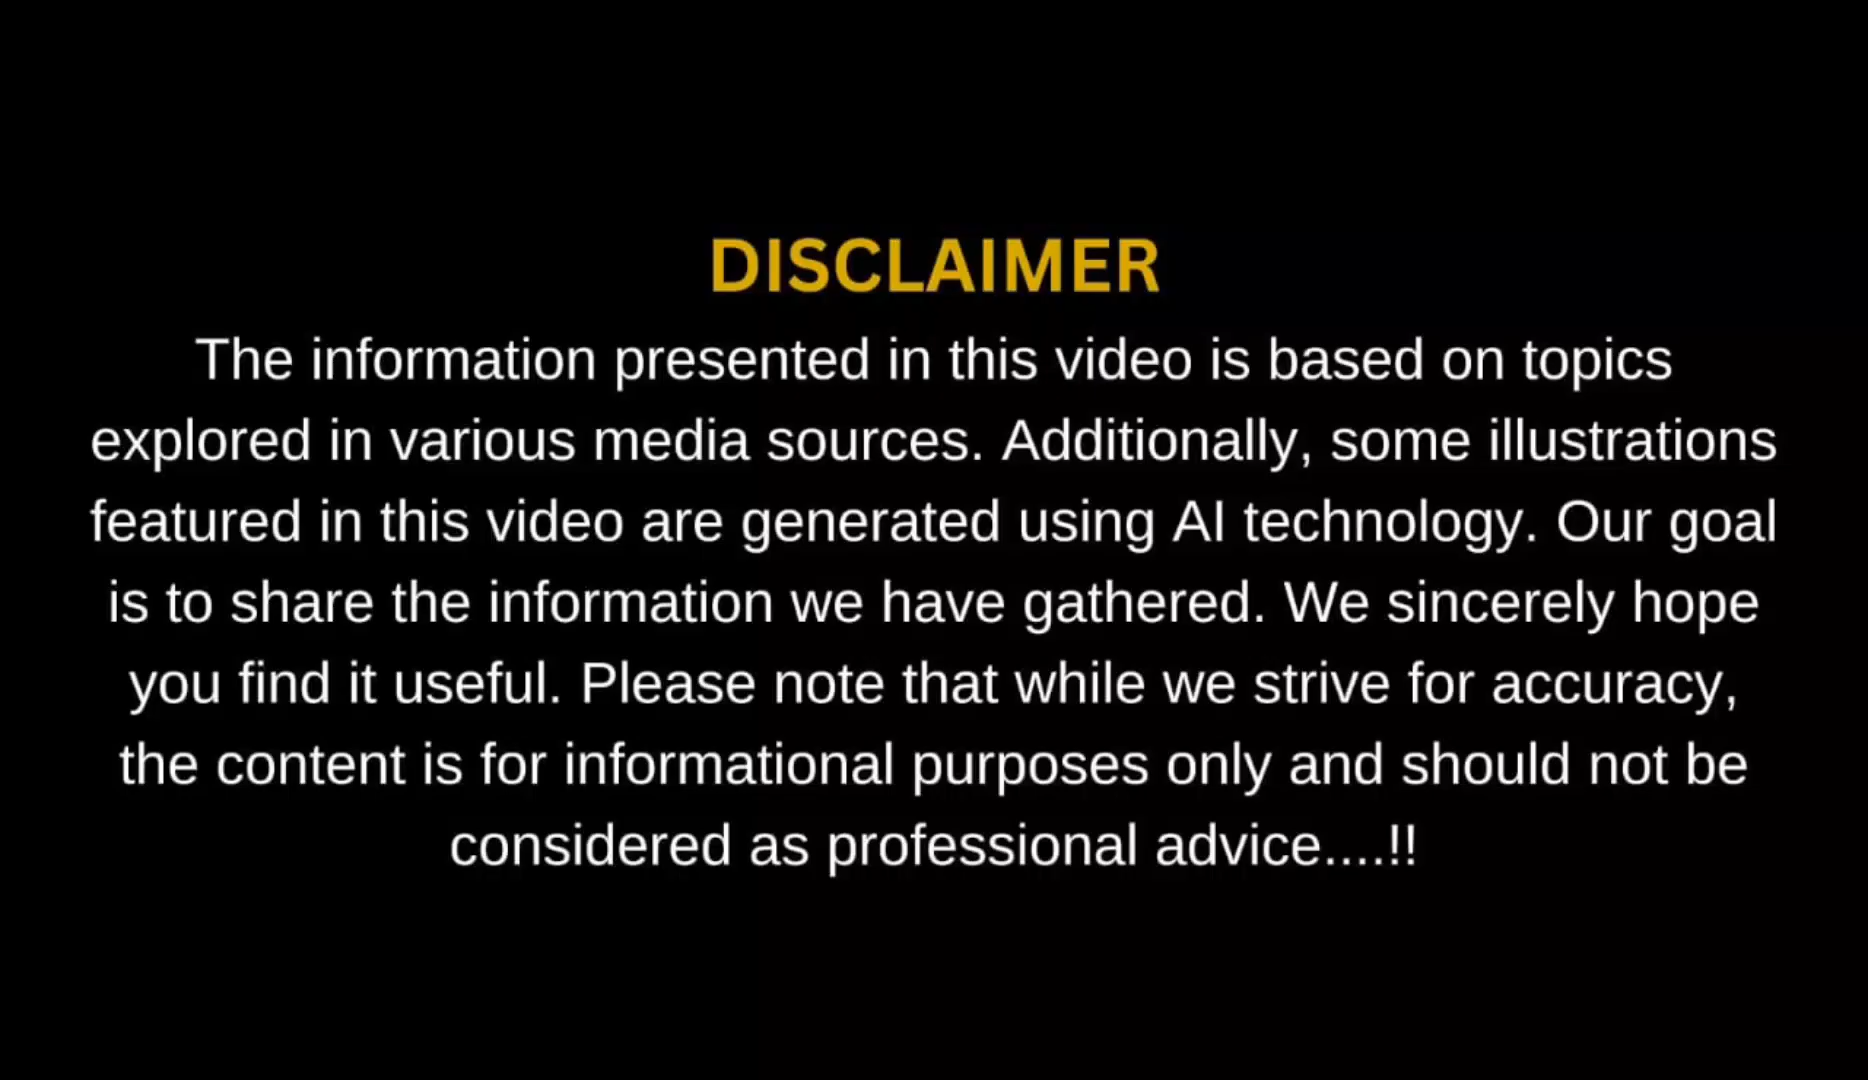 DISCLAIMER
The information presented in this video is based on topics
explored in various media sources. Additionally, some illustrations
featured in this video are generated using AI technology. Our goal
is to share the information we have gathered. We sincerely hope
you find it useful. Please note that while we strive for accuracy,
the content is for informational purposes only and should not be
considered as professional advice....!!